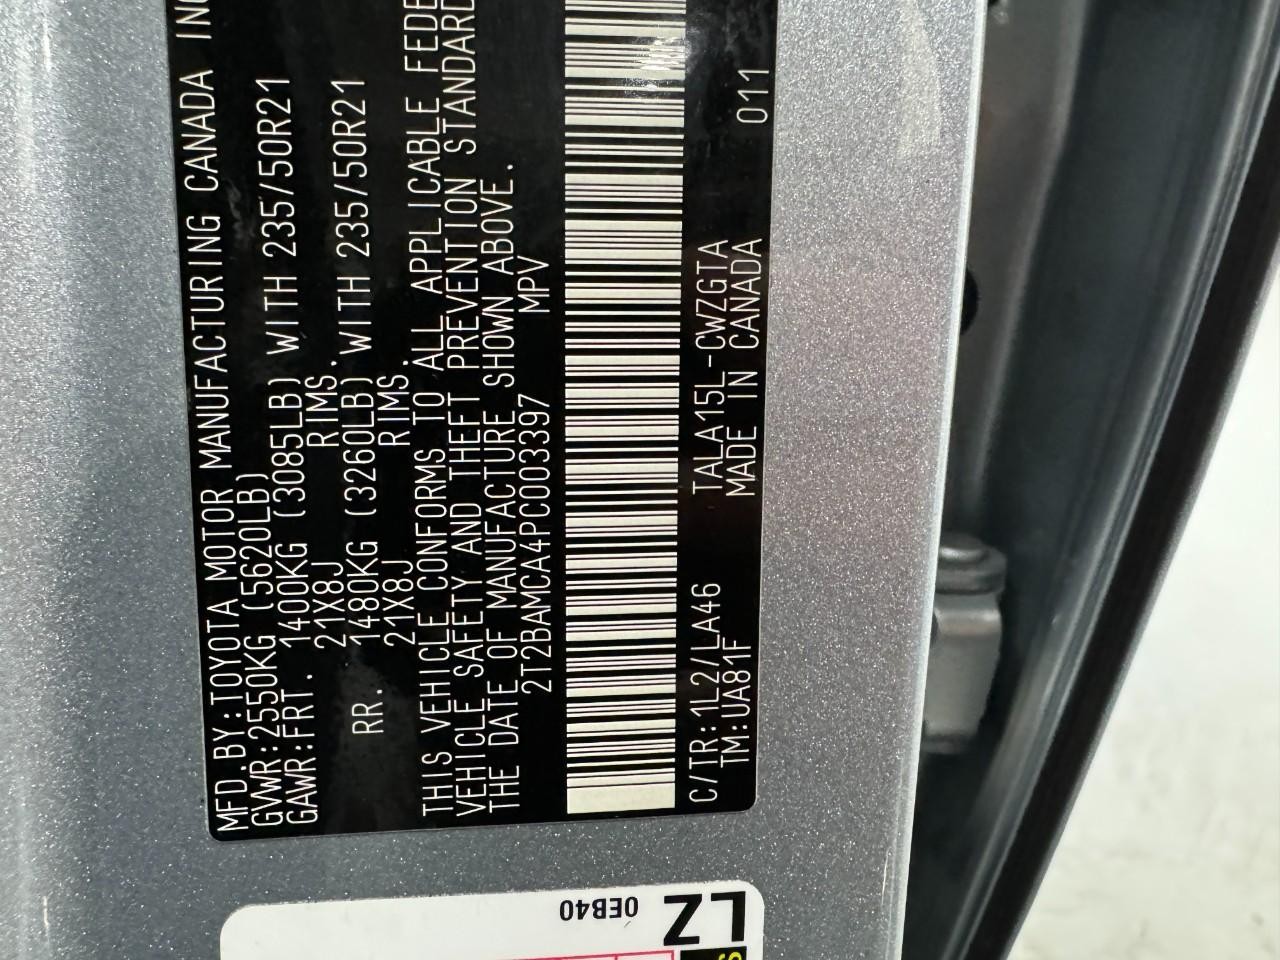 MFD.BY:TOYOTA MOTOR MANUFACTURING CANADA INC
GVWR:2550KG (5620LB)
GAWR:FRT. 1400KG (3085LB) WITH 235/50R21
21X8J RIMS.
RR. 1480KG (3260LB) WITH 235/50R21
21X8J RIMS.
THIS VEHICLE CONFORMS TO ALL APPLICABLE FEDE
VEHICLE SAFETY AND THEFT PREVENTION STANDARD
THE DATE OF MANUFACTURE SHOWN ABOVE.
2T2BAMCA4PC003397 MPV
C/TR:1L2/LA46 TALA15L-CWZGTA 011
TM:UA81F MADE IN CANADA
0EB40
LZ